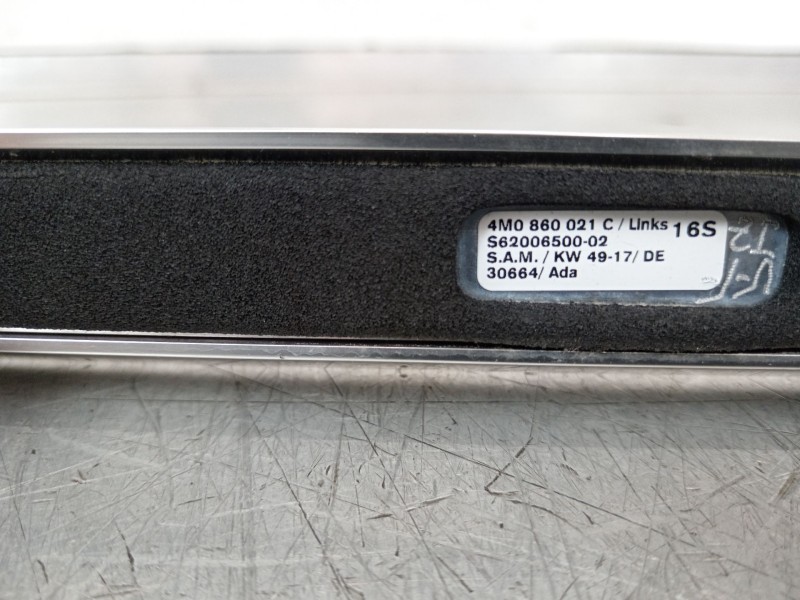 4M0 860 021 C / Links 16S
S62006500-02
S.A.M. / KW 49-17/ DE
30664/ Ada